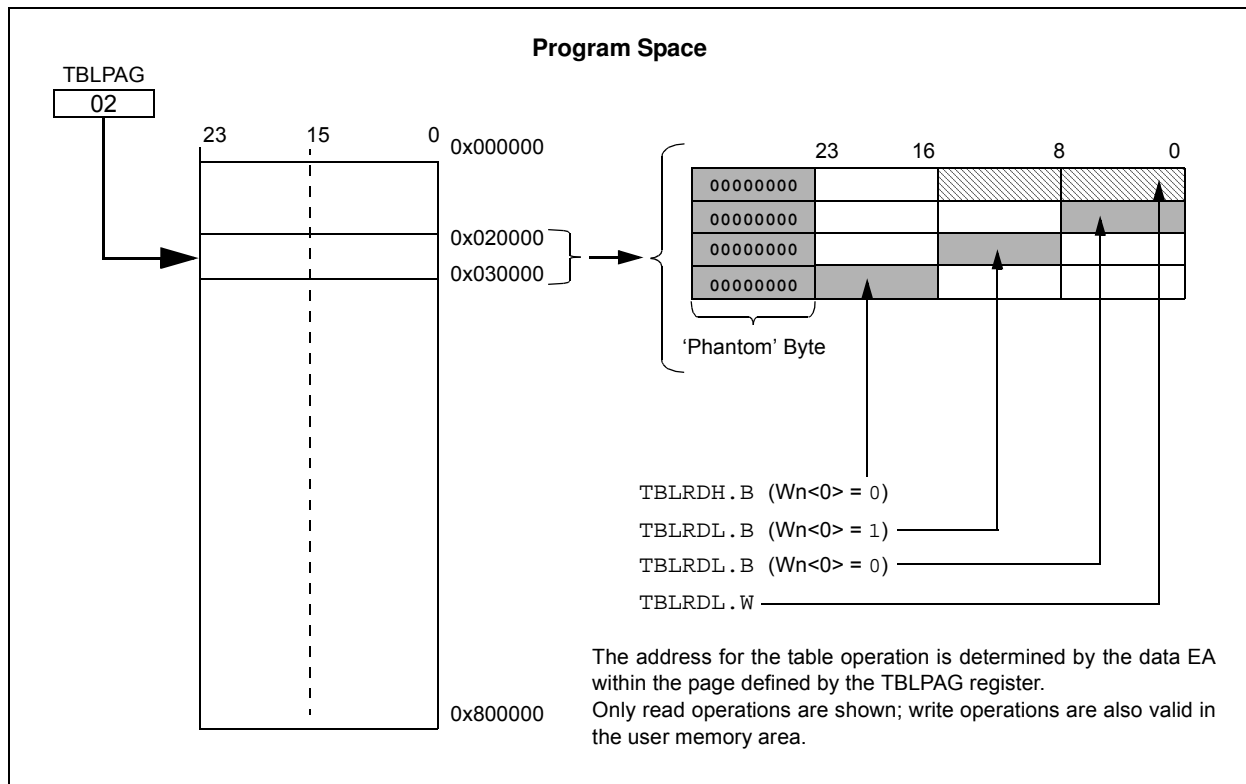 Program Space
TBLPAG
02
23 15 0
0x000000
0x020000
0x030000
0x800000
23 16 8 0
00000000
00000000
00000000
00000000
‘Phantom’ Byte
TBLRDH.B (Wn<0> = 0)
TBLRDL.B (Wn<0> = 1)
TBLRDL.B (Wn<0> = 0)
TBLRDL.W
The address for the table operation is determined by the data EA
within the page defined by the TBLPAG register.
Only read operations are shown; write operations are also valid in
the user memory area.